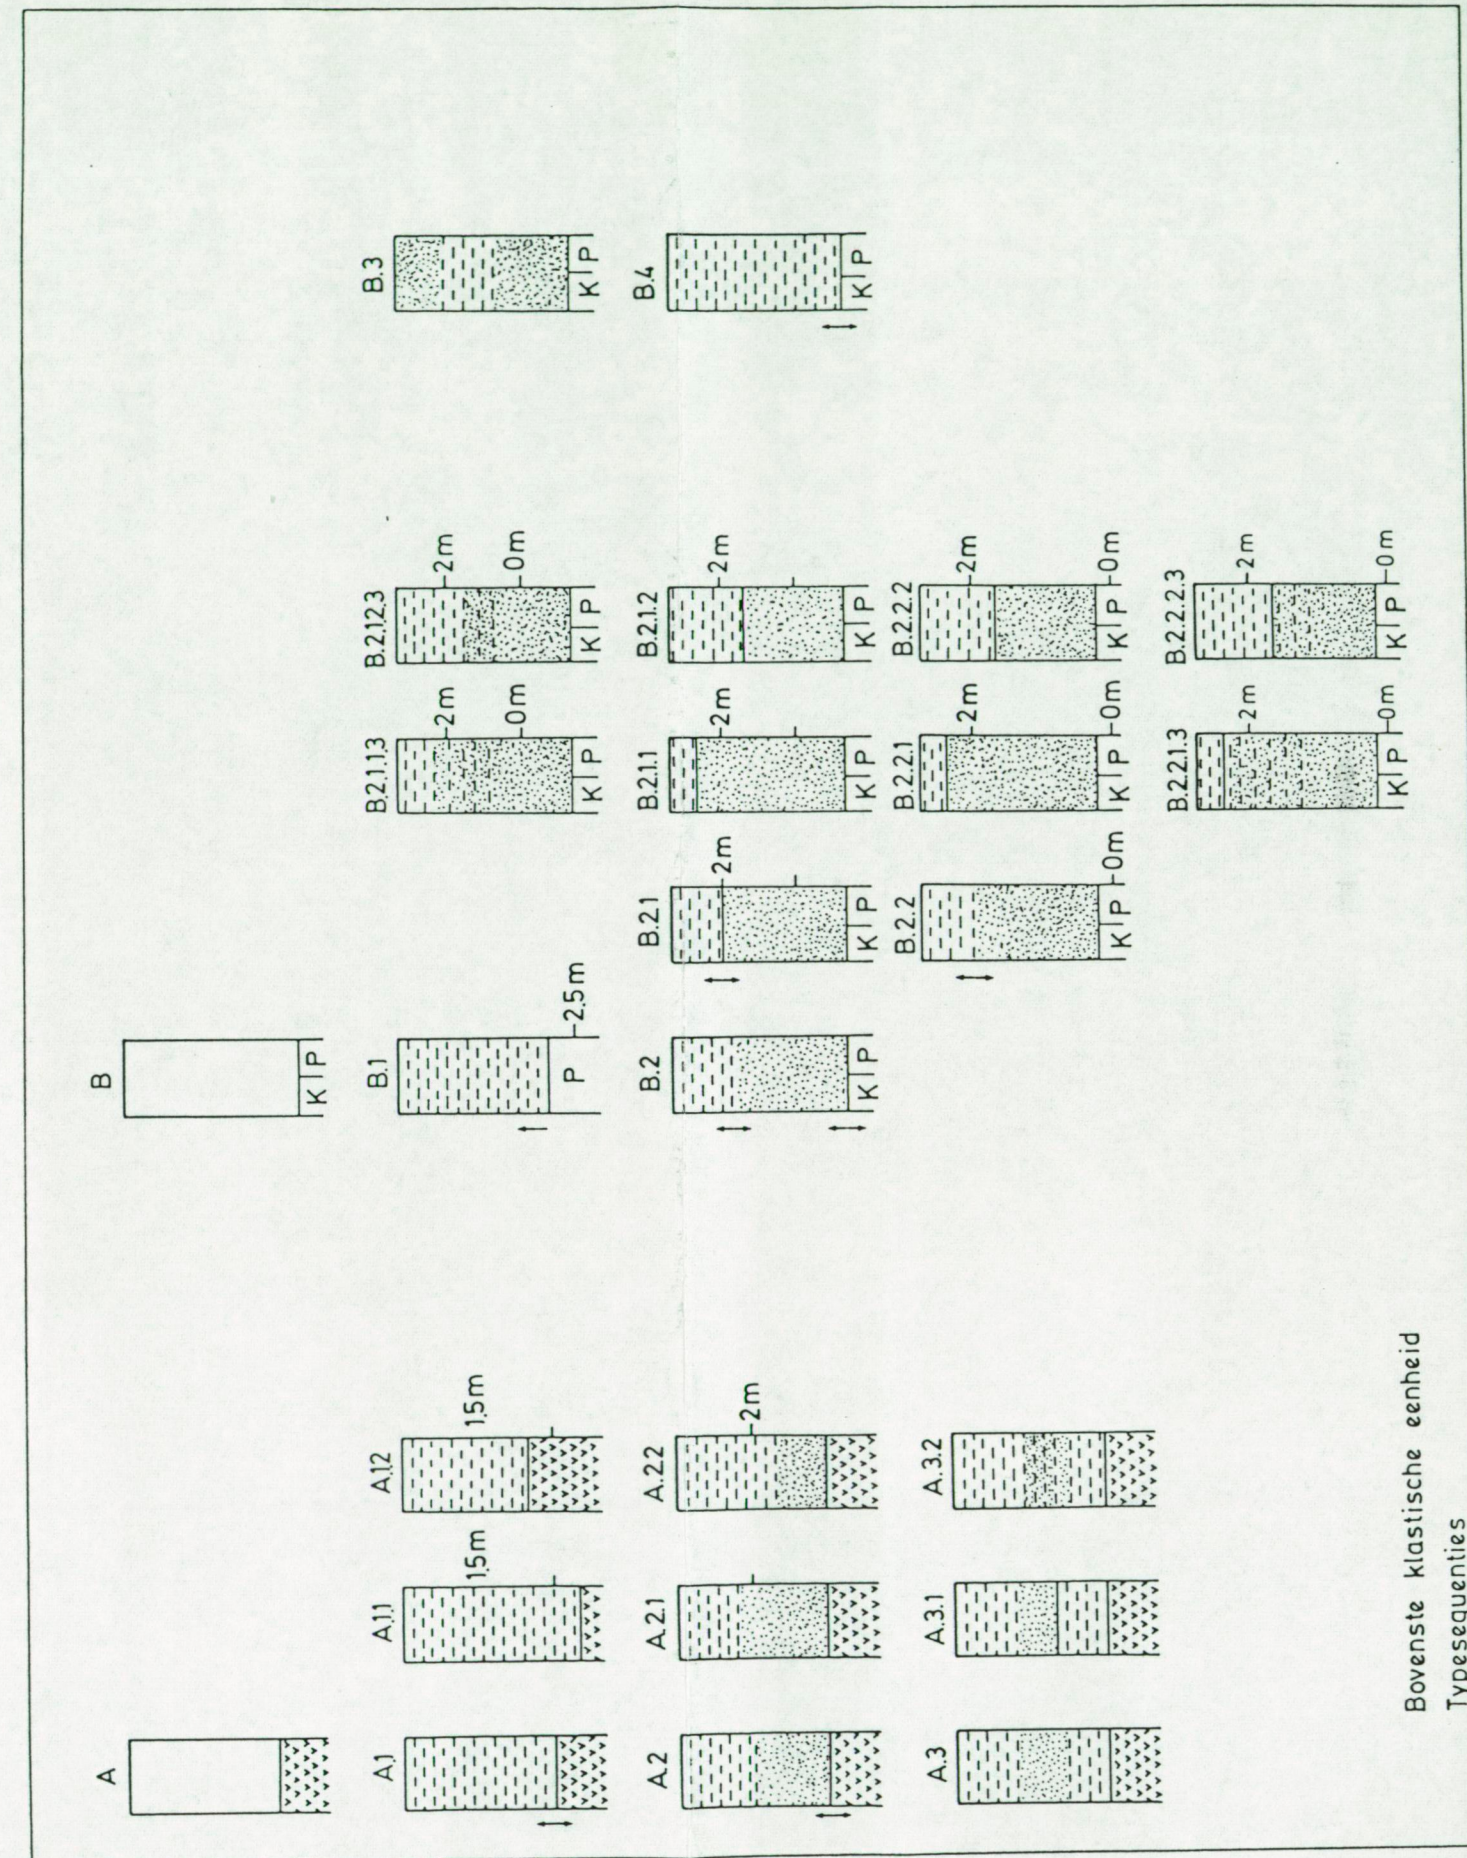 A
A.1
1,5m
A.1.1
1,5m
A.1.2
A.2
A.2.1
2m
A.2.2
A.3
A.3.1
A.3.2
B
K P
B.1
P
2.5m
B.2
K P
B.2.1
2m
K P
B.2.2
0m
K P
B.2.1.1,3
2m
0m
K P
B.2.1.2,3
2m
0m
K P
B.2.1.1
2m
K P
B.2.1.2
2m
K P
B.2.2.1
2m
0m
K P
B.2.2.2
2m
0m
K P
B.2.2.1.3
2m
0m
K P
B.2.2.2.3
2m
0m
K P
B.3
K P
B.4
K P
Bovenste klastische eenheid
Typesequenties